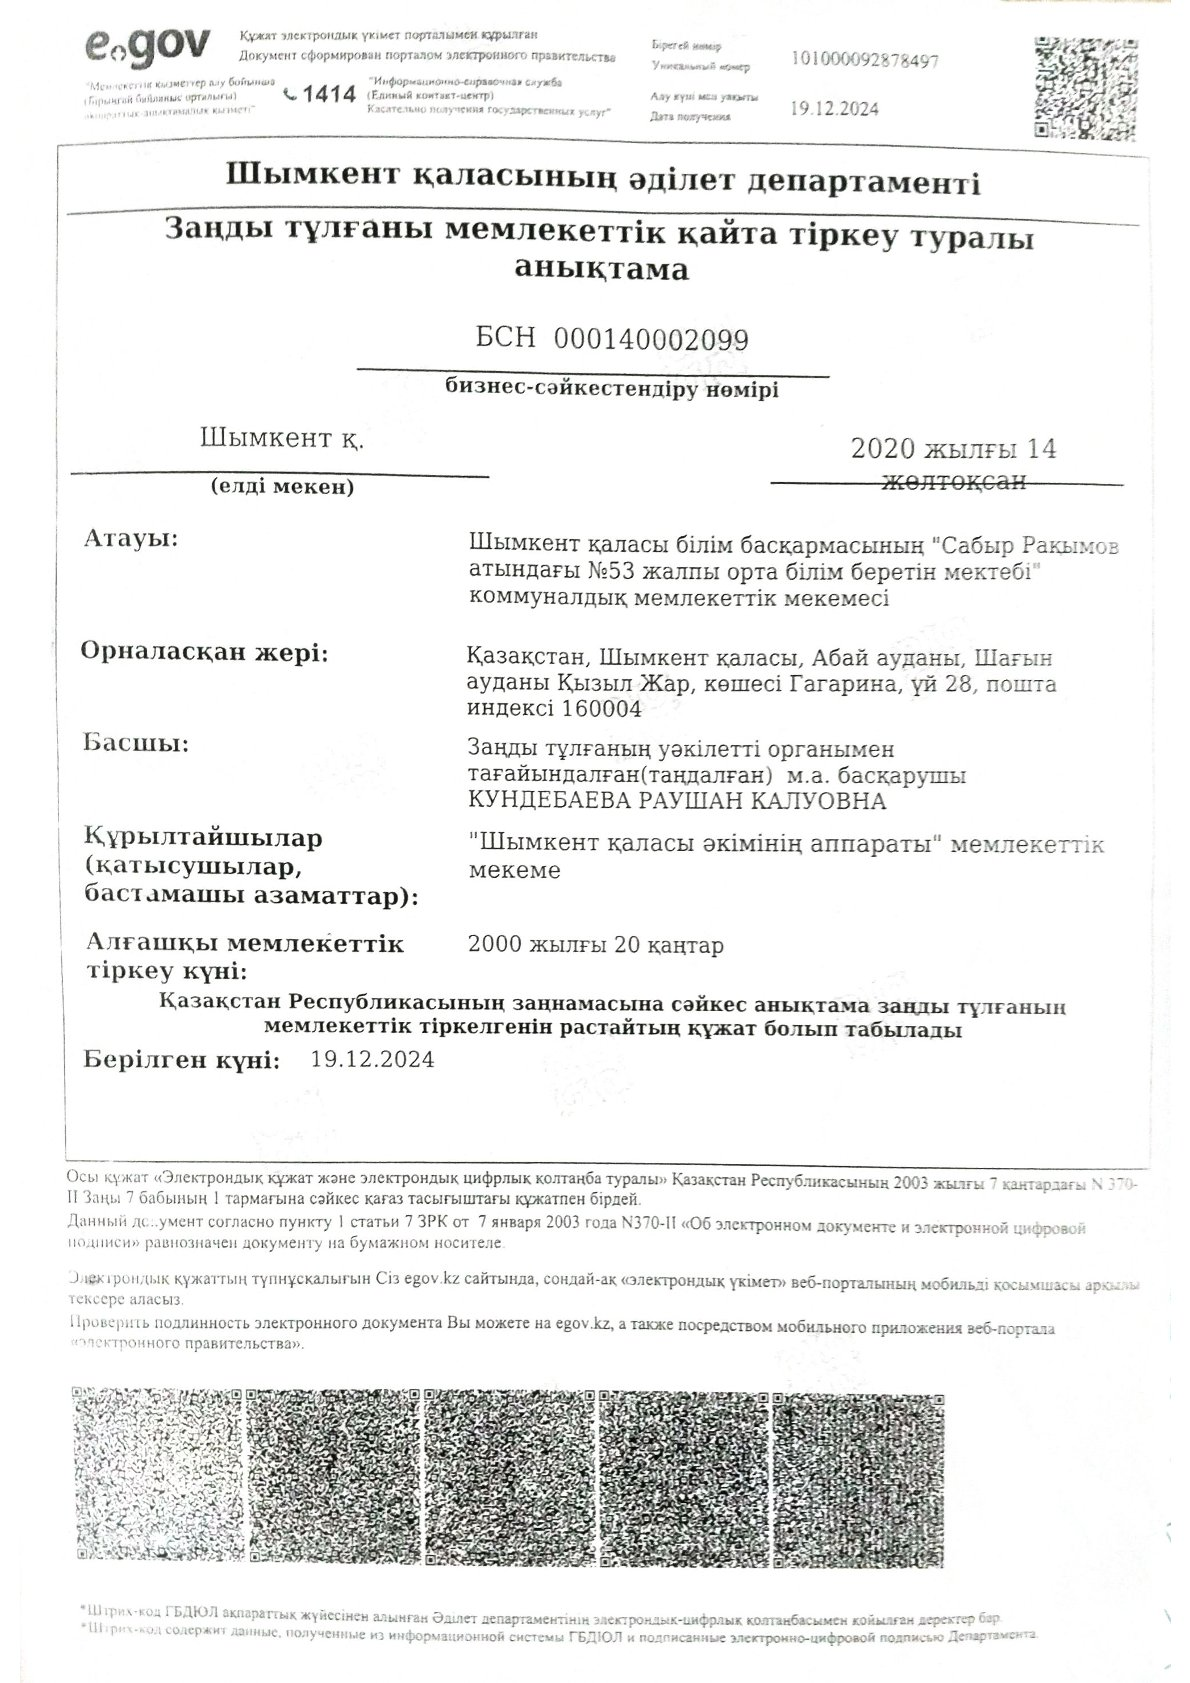 e.gov
Құжат электрондық үкімет порталымен құрылған
Документ сформирован порталом электронного правительства
"Мемлекеттік қызметтер алу бойынша
(Бірыңғай байланыс орталығы)
ақпараттық-анықтамалық қызметі"
1414
"Информационно-справочная служба
(Единый контакт-центр)
Касательно получения государственных услуг"
Бірегей нөмір
Уникальный номер
101000092878497
Алу күні мен уақыты
Дата получения
19.12.2024
Шымкент қаласының әділет департаменті
Заңды тұлғаны мемлекеттік қайта тіркеу туралы
анықтама
БСН 000140002099
бизнес-сәйкестендіру нөмірі
Шымкент қ.
(елді мекен)
2020 жылғы 14
желтоқсан
Атауы:
Шымкент қаласы білім басқармасының "Сабыр Рақымов
атындағы №53 жалпы орта білім беретін мектебі"
коммуналдық мемлекеттік мекемесі
Орналасқан жері:
Қазақстан, Шымкент қаласы, Абай ауданы, Шағын
ауданы Қызыл Жар, көшесі Гагарина, үй 28, пошта
индексі 160004
Басшы:
Заңды тұлғаның уәкілетті органымен
тағайындалған(таңдалған) м.а. басқарушы
КУНДЕБАЕВА РАУШАН КАЛУОВНА
Құрылтайшылар
(қатысушылар,
бастамашы азаматтар):
"Шымкент қаласы әкімінің аппараты" мемлекеттік
мекеме
Алғашқы мемлекеттік
тіркеу күні:
2000 жылғы 20 қаңтар
Қазақстан Республикасының заңнамасына сәйкес анықтама заңды тұлғаның
мемлекеттік тіркелгенін растайтын құжат болып табылады
Берілген күні: 19.12.2024
Осы құжат «Электрондық құжат және электрондық цифрлық қолтаңба туралы» Қазақстан Республикасының 2003 жылғы 7 қантардағы N 370-
II Заңы 7 бабының 1 тармағына сәйкес қағаз тасығыштағы құжатпен бірдей.
Данный документ согласно пункту 1 статьи 7 ЗРК от 7 января 2003 года N370-II «Об электронном документе и электронной цифровой
подписи» равнозначен документу на бумажном носителе.
Электрондық құжаттың түпнұсқалығын Сіз egov.kz сайтында, сондай-ақ «электрондық үкімет» веб-порталының мобильді қосымшасы арқылы
тексере аласыз.
Проверить подлинность электронного документа Вы можете на egov.kz, а также посредством мобильного приложения веб-портала
«электронного правительства».
*Штрих-код ГБДЮЛ ақпараттық жүйесінен алынған Әділет департаментінің электрондық-цифрлық қолтанбасымен қойылған деректер бар.
*Штрих-код содержит данные, полученные из информационной системы ГБДЮЛ и подписанные электронно-цифровой подписью Департамента.